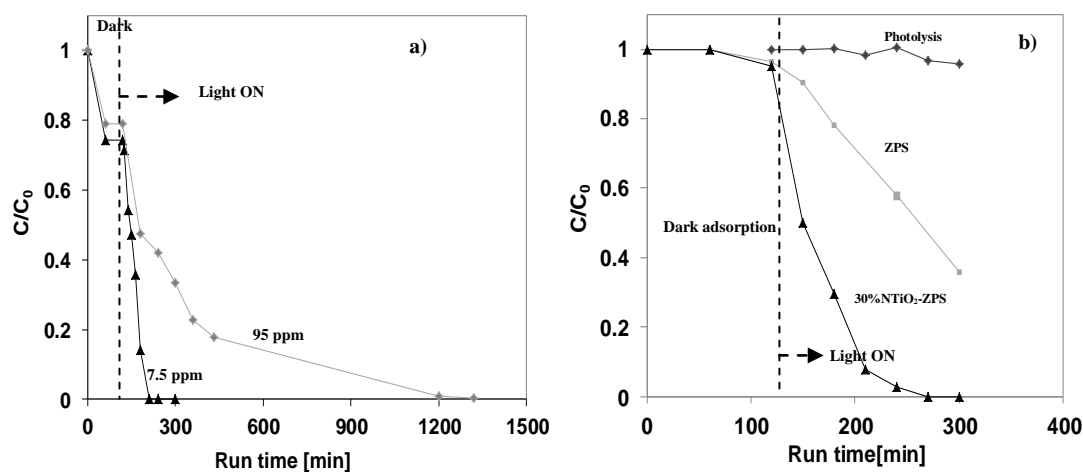 Dark
a)
1
Light ON
0.8
0.6
C/C0
0.4
0.2
95 ppm
7.5 ppm
0
0 300 600 900 1200 1500
Run time [min]
b)
Photolysis
1
0.8
ZPS
0.6
C/C0
Dark adsorption
0.4
30%NTiO2-ZPS
0.2
Light ON
0
0 100 200 300 400
Run time[min]